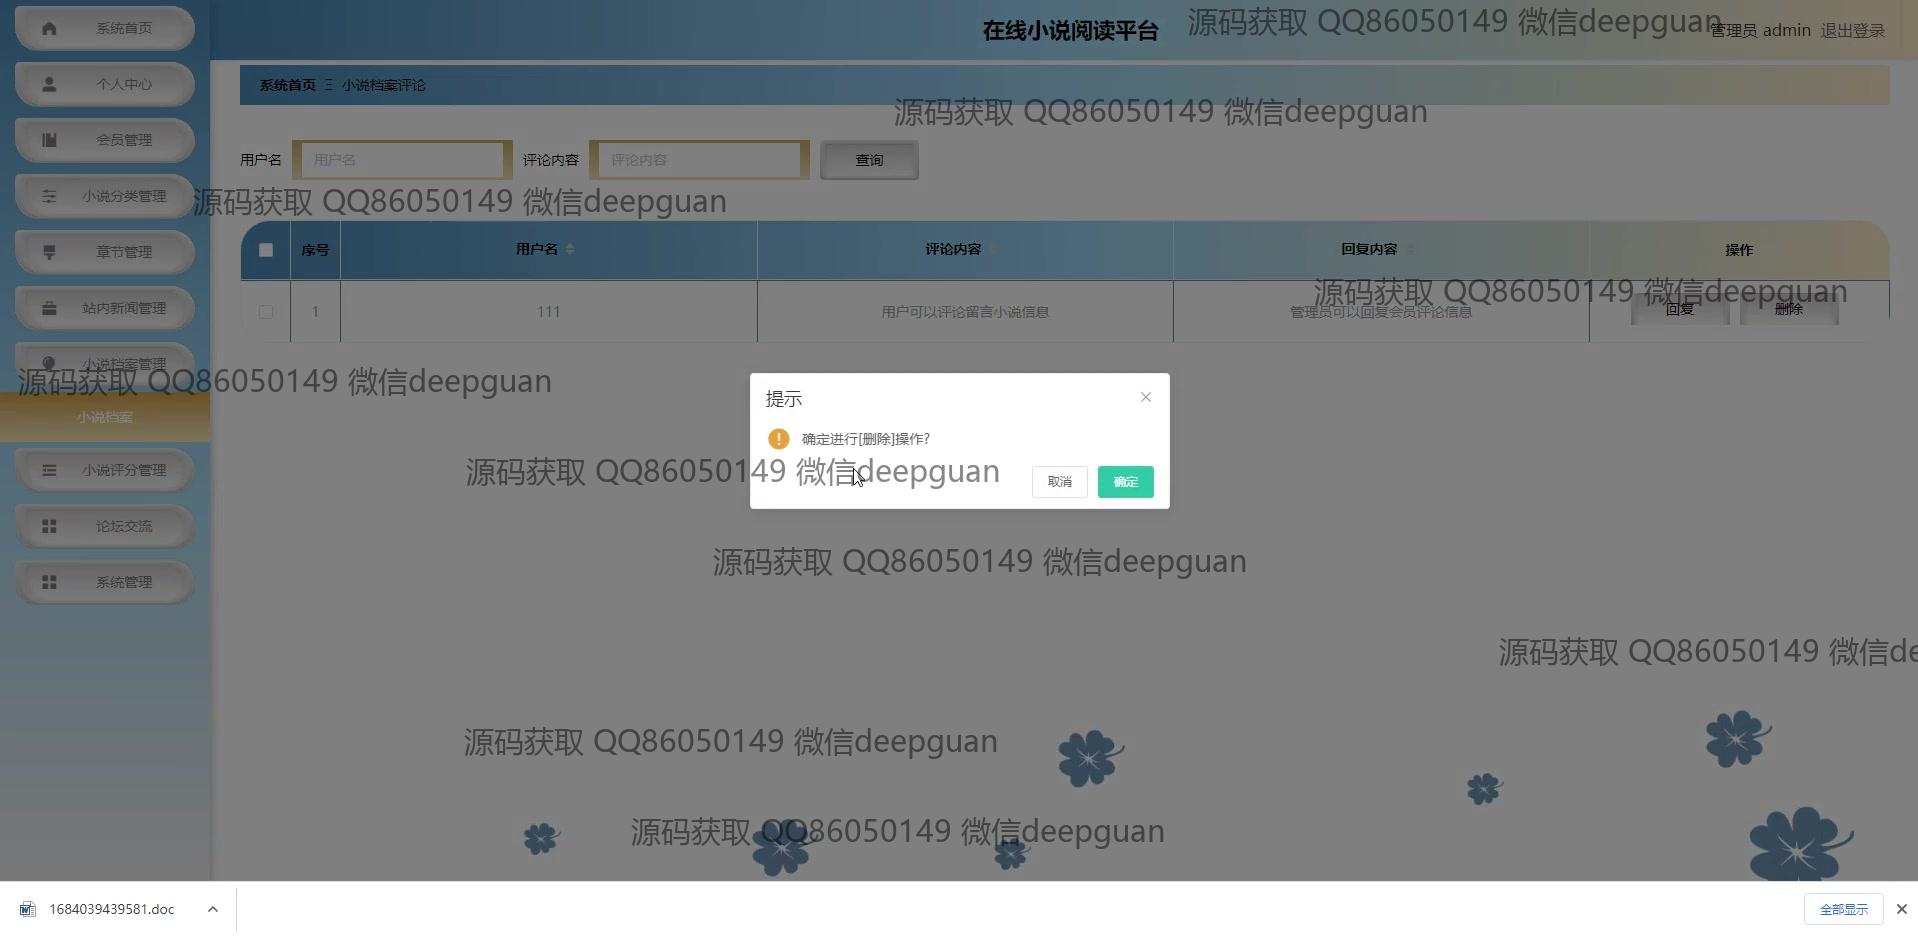 系统首页
在线小说阅读平台
源码获取 QQ86050149 微信deepguan
管理员 admin 退出登录
个人中心
系统首页 Ξ 小说档案评论
源码获取 QQ86050149 微信deepguan
会员管理
用户名 用户名 评论内容 评论内容 查询
小说分类管理
源码获取 QQ86050149 微信deepguan
章节管理
序号 用户名 评论内容 回复内容 操作
站内新闻管理
源码获取 QQ86050149 微信deepguan
1 111 用户可以评论留言小说信息 管理员可以回复会员评论信息 回复 删除
小说档案管理
源码获取 QQ86050149 微信deepguan
小说档案
提示
确定进行[删除]操作?
源码获取 QQ86050149 微信deepguan
取消 确定
小说评分管理
论坛交流
源码获取 QQ86050149 微信deepguan
系统管理
源码获取 QQ86050149 微信de
源码获取 QQ86050149 微信deepguan
源码获取 QQ86050149 微信deepguan
1684039439581.doc
全部显示